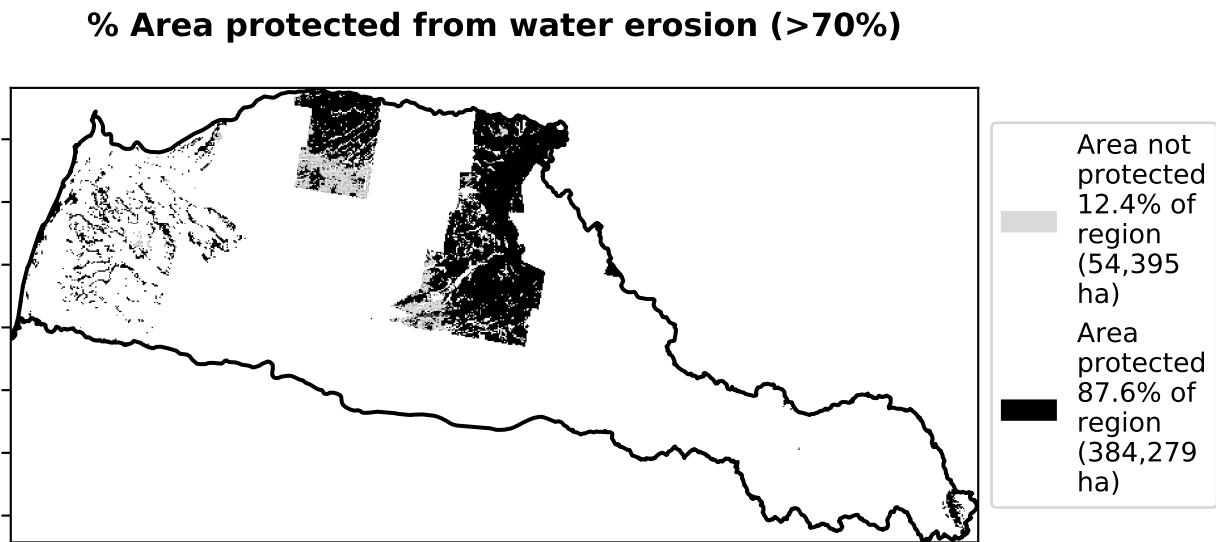 % Area protected from water erosion (>70%)
Area not
protected
12.4% of
region
(54,395
ha)
Area
protected
87.6% of
region
(384,279
ha)